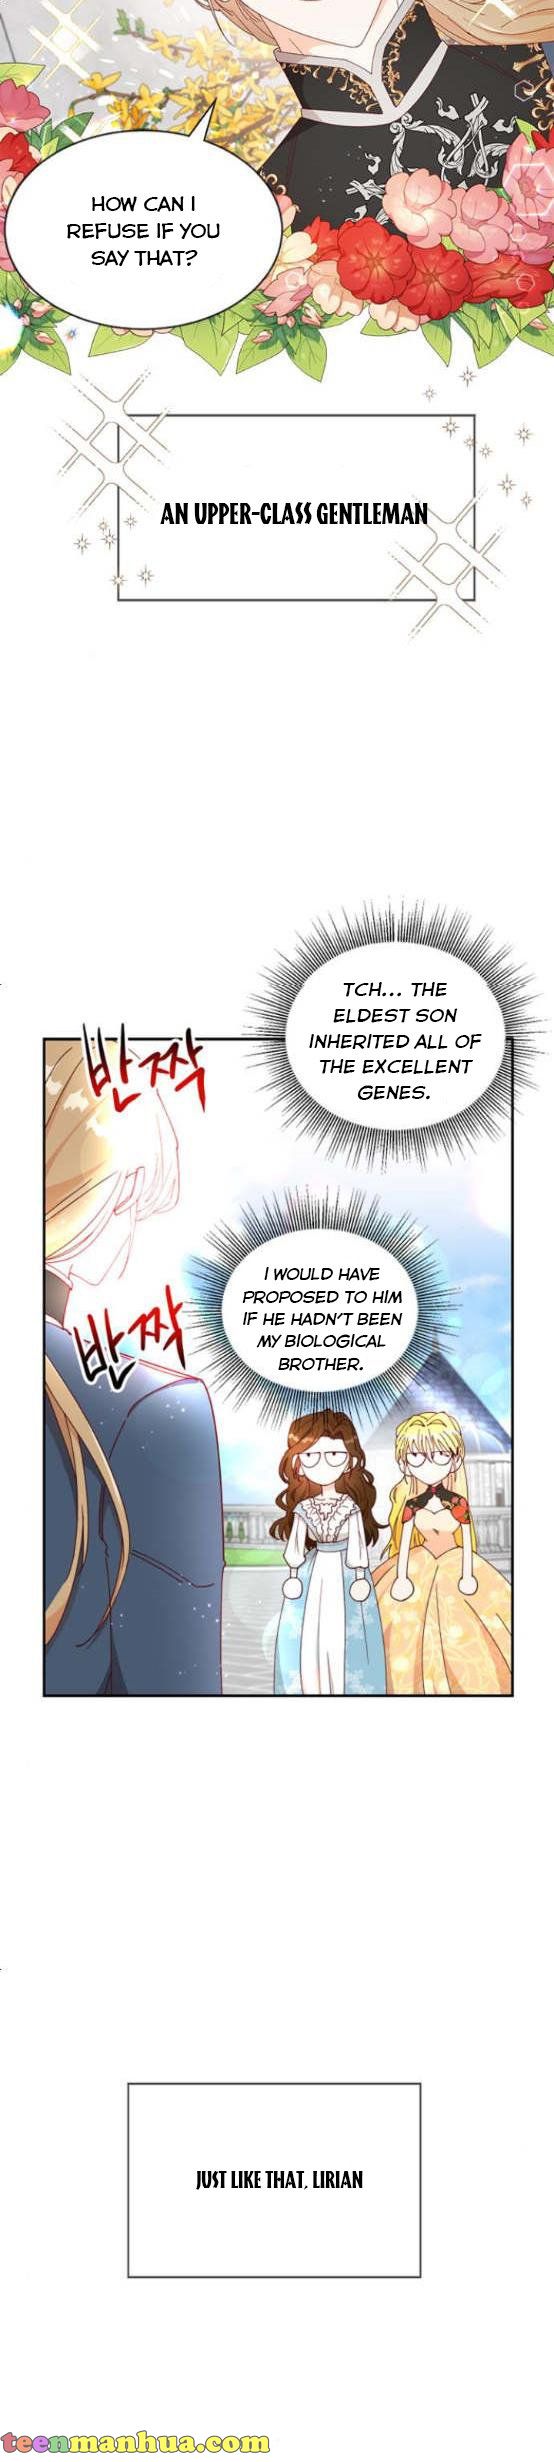 HOW CAN I
REFUSE IF YOU
SAY THAT?
AN UPPER-CLASS GENTLEMAN
TCH... THE
ELDEST SON
INHERITED ALL OF
THE EXCELLENT
GENES.
반짝
I WOULD HAVE
PROPOSED TO HIM
IF HE HADN'T BEEN
MY BIOLOGICAL
BROTHER.
반짝
JUST LIKE THAT, LIRIAN
teenmanhua.com